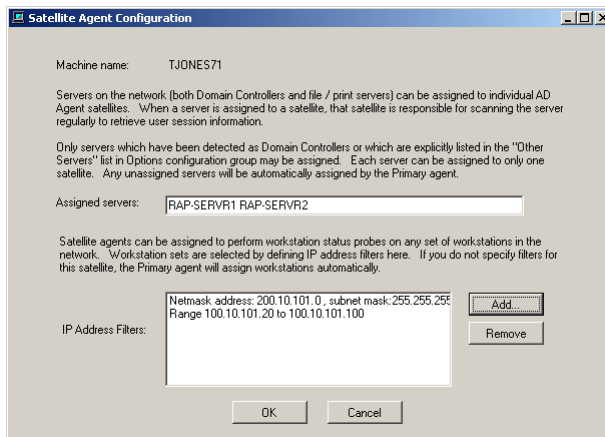 Satellite Agent Configuration
Machine name: TJONES71
Servers on the network (both Domain Controllers and file / print servers) can be assigned to individual AD
Agent satellites. When a server is assigned to a satellite, that satellite is responsible for scanning the server
regularly to retrieve user session information.
Only servers which have been detected as Domain Controllers or which are explicitly listed in the "Other
Servers" list in Options configuration group may be assigned. Each server can be assigned to only one
satellite. Any unassigned servers will be automatically assigned by the Primary agent.
Assigned servers: RAP-SERVR1 RAP-SERVR2
Satellite agents can be assigned to perform workstation status probes on any set of workstations in the
network. Workstation sets are selected by defining IP address filters here. If you do not specify filters for
this satellite, the Primary agent will assign workstations automatically.
Netmask address: 200.10.101.0 , subnet mask:255.255.255
Range 100.10.101.20 to 100.10.101.100
Add...
IP Address Filters:
Remove
OK Cancel